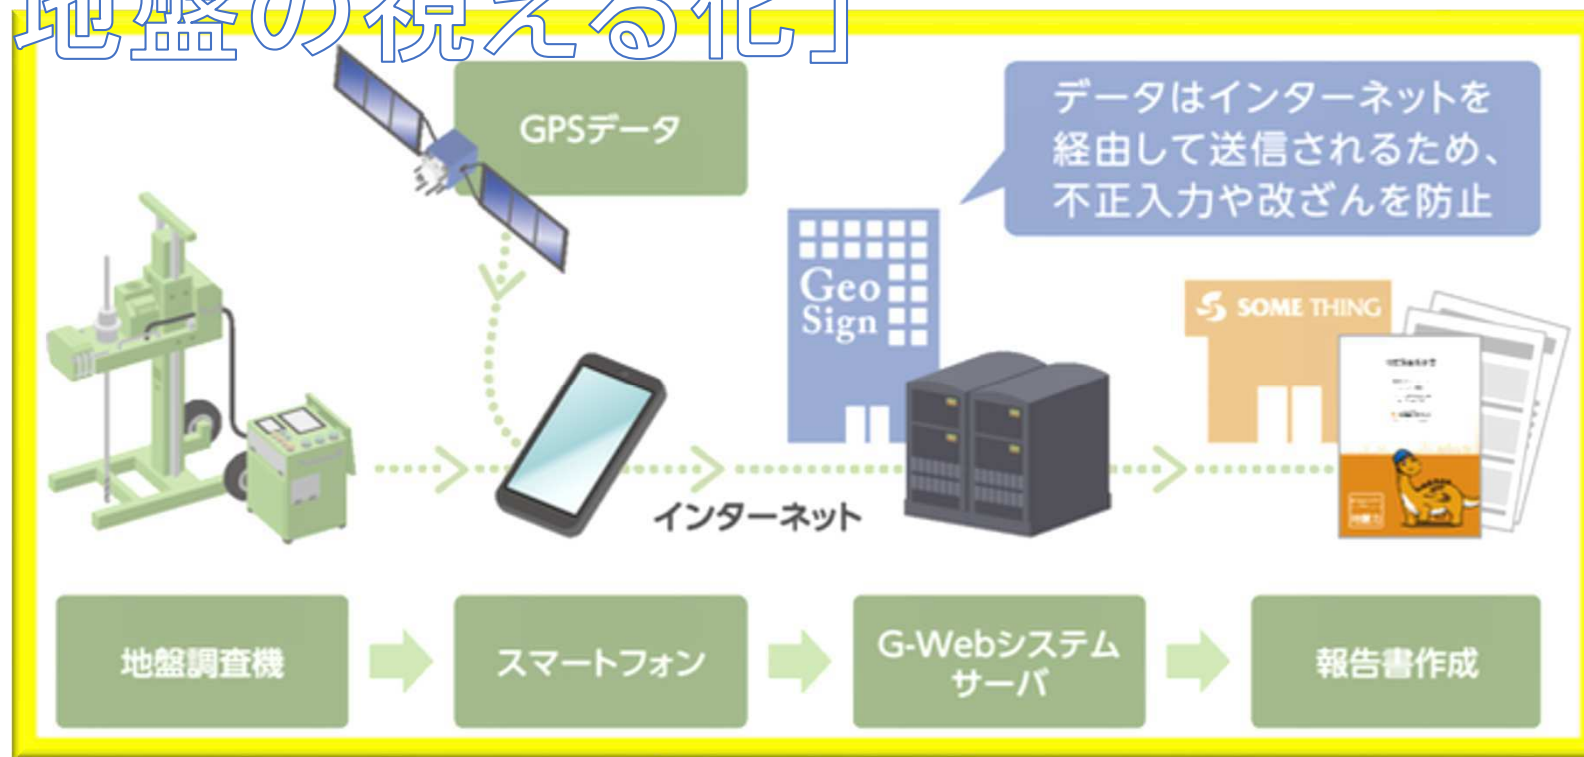 地盤の視える化」
GPSデータ
データはインターネットを
経由して送信されるため、
不正入力や改ざんを防止
Geo
Sign
SOME THING
インターネット
地盤調査機
スマートフォン
G-Webシステム
サーバ
報告書作成